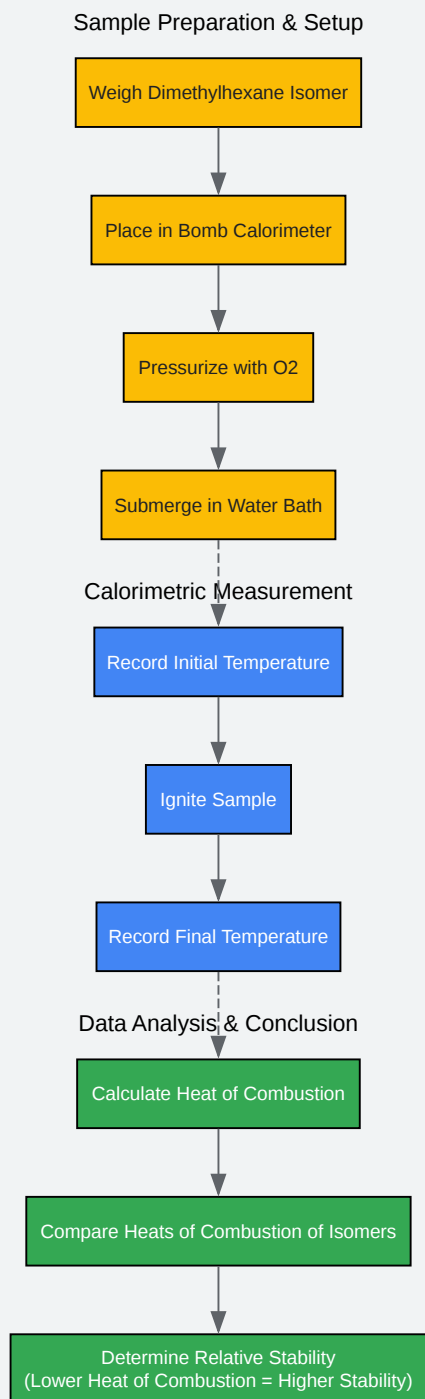 Sample Preparation & Setup
Weigh Dimethylhexane Isomer
Place in Bomb Calorimeter
Pressurize with O2
Submerge in Water Bath
Calorimetric Measurement
Record Initial Temperature
Ignite Sample
Record Final Temperature
Data Analysis & Conclusion
Calculate Heat of Combustion
Compare Heats of Combustion of Isomers
Determine Relative Stability
(Lower Heat of Combustion = Higher Stability)